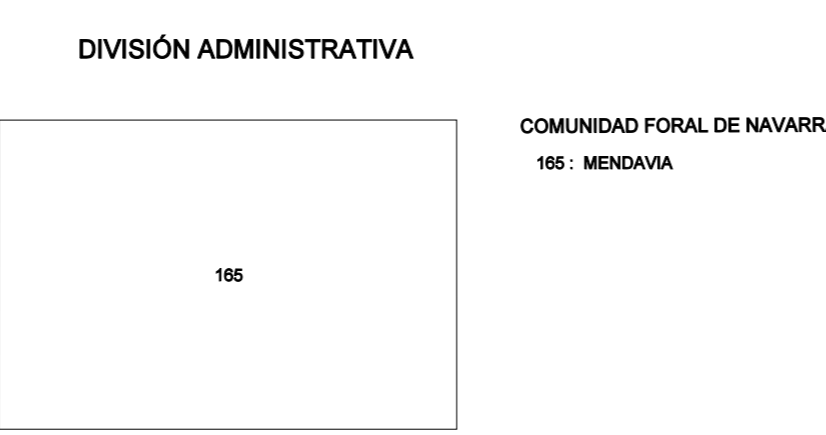 DIVISIÓN ADMINISTRATIVA
COMUNIDAD FORAL DE NAVARR
165 : MENDAVIA
165